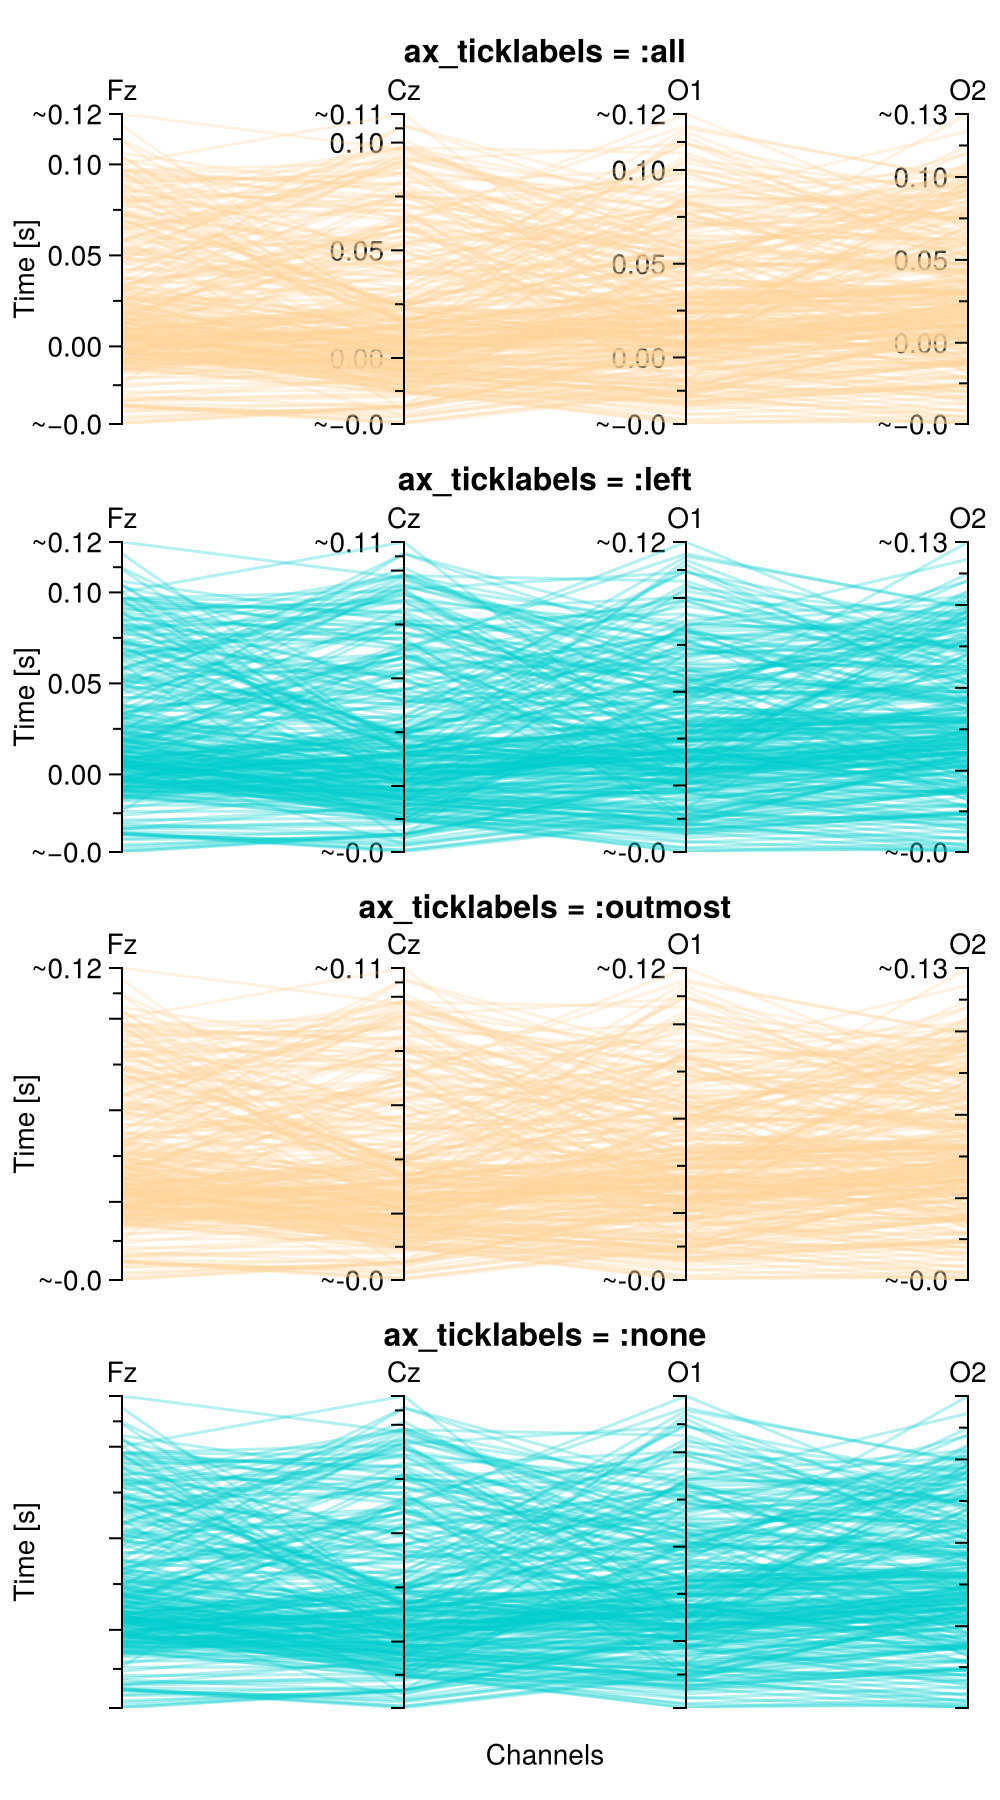 ax_ticklabels = :all
Fz Cz O1 O2
~0.12 ~0.11 ~0.12 ~0.13
0.10 0.10 0.10 0.10
0.05 0.05 0.05 0.05
0.00 0.00 0.00 0.00
~−0.0 ~−0.0 ~−0.0 ~−0.0
Time [s]
ax_ticklabels = :left
Fz Cz O1 O2
~0.12 ~0.11 ~0.12 ~0.13
0.10
0.05
0.00
~−0.0 ~-0.0 ~-0.0 ~-0.0
Time [s]
ax_ticklabels = :outmost
Fz Cz O1 O2
~0.12 ~0.11 ~0.12 ~0.13
~-0.0 ~-0.0 ~-0.0 ~-0.0
Time [s]
ax_ticklabels = :none
Fz Cz O1 O2
Time [s]
Channels